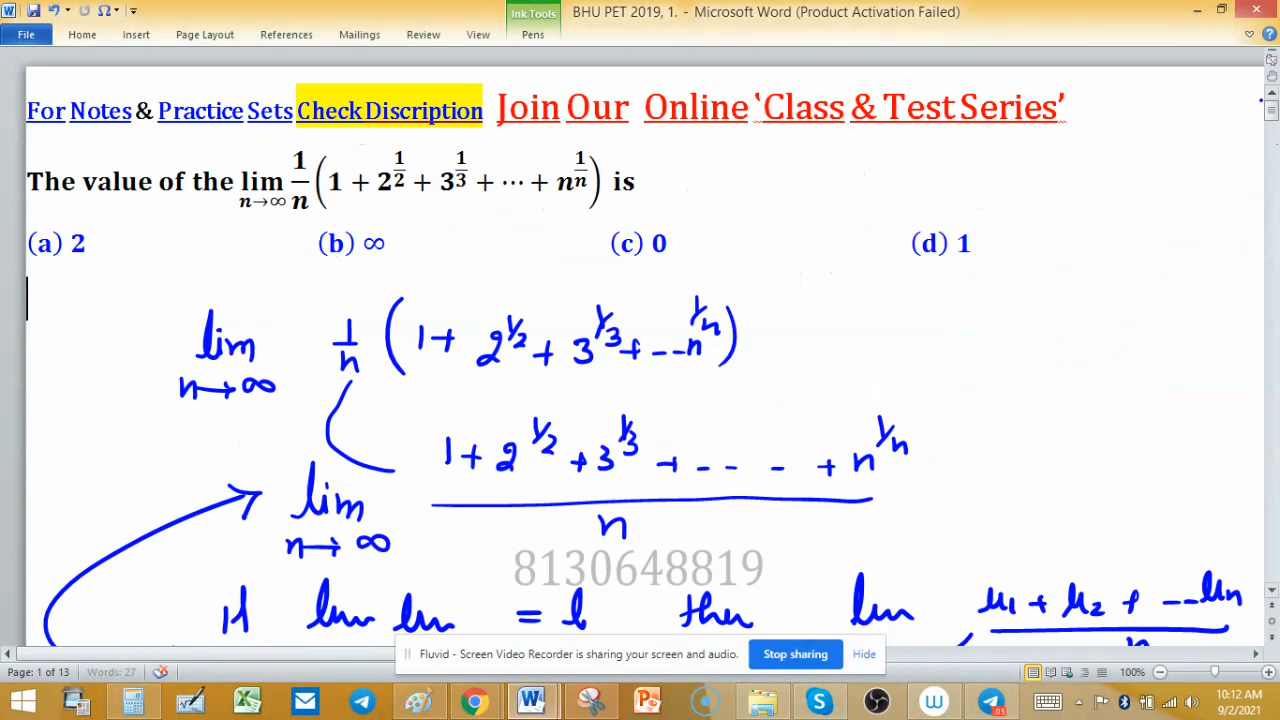 BHU PET 2019, 1. - Microsoft Word (Product Activation Failed)
Ink Tools
File Home Insert Page Layout References Mailings Review View Pens
For Notes & Practice Sets Check Discription Join Our Online 'Class & Test Series'
The value of the lim n→∞ 1/n (1 + 2^(1/2) + 3^(1/3) + ⋯ + n^(1/n)) is
(a) 2 (b) ∞ (c) 0 (d) 1
lim n→∞ 1/n (1 + 2^(1/2) + 3^(1/3) + --- n^(1/n))
lim n→∞ (1 + 2^(1/2) + 3^(1/3) + ---- + n^(1/n)) / n
8130648819
If lim un = l then lim (u1 + u2 + --- un) / n
Fluvid - Screen Video Recorder is sharing your screen and audio. Stop sharing Hide
Page: 1 of 13 Words: 27 100%
10:12 AM
9/2/2021